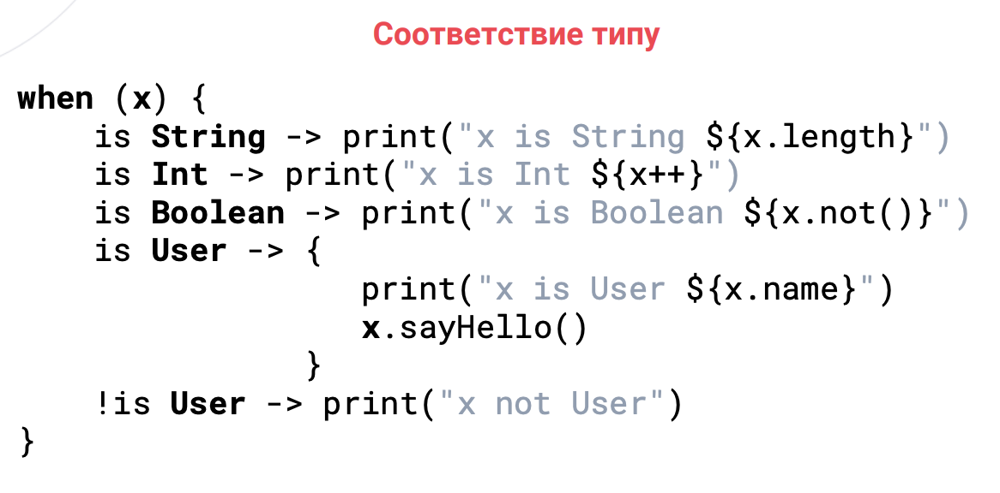 Соответствие типу
when (x) {
    is String -> print("x is String ${x.length}")
    is Int -> print("x is Int ${x++}")
    is Boolean -> print("x is Boolean ${x.not()}")
    is User -> {
                  print("x is User ${x.name}")
                  x.sayHello()
               }
    !is User -> print("x not User")
}